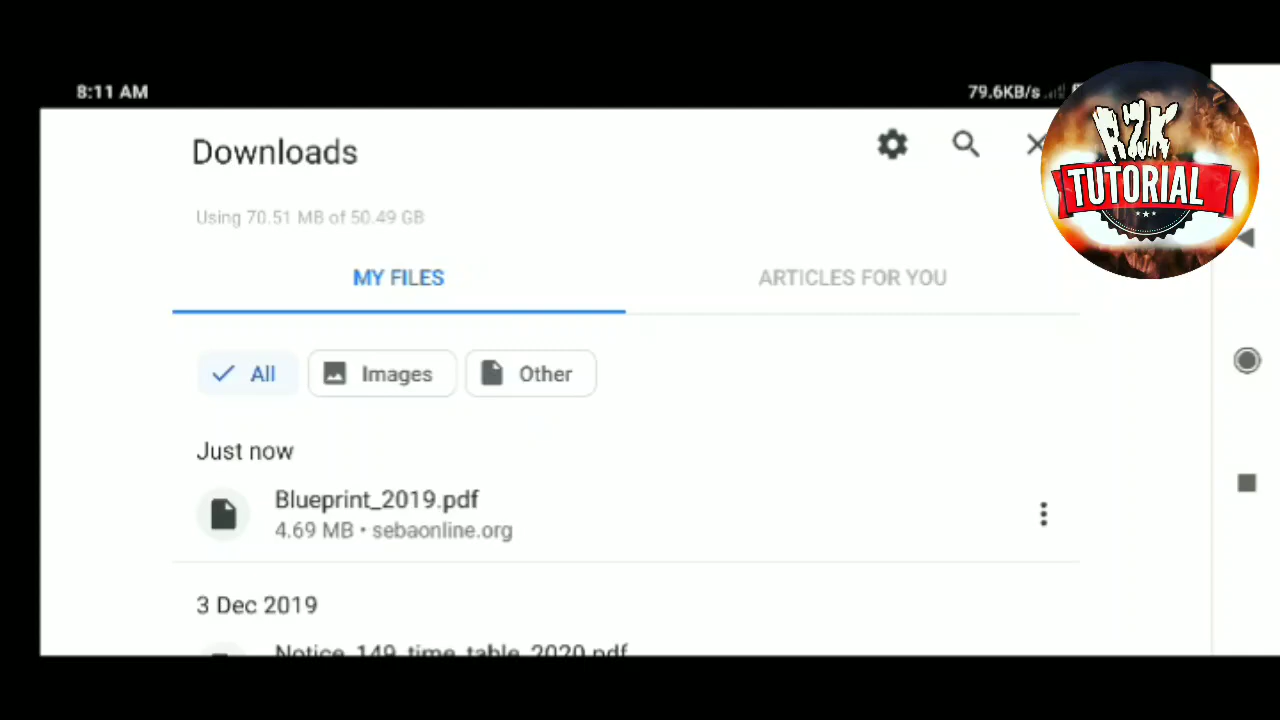 8:11 AM
79.6KB/s
Downloads
Using 70.51 MB of 50.49 GB
MY FILES
ARTICLES FOR YOU
All
Images
Other
Just now
Blueprint_2019.pdf
4.69 MB • sebaonline.org
3 Dec 2019
Notice_149_time_table_2020.pdf
RZK
TUTORIAL